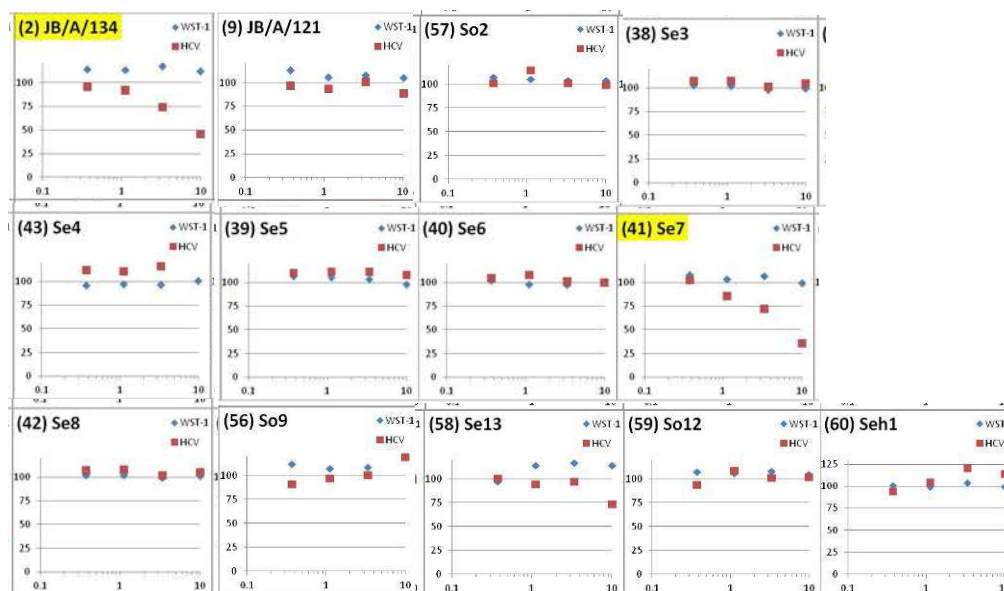 (2) JB/A/134
WST-1
HCV
100
75
50
25
0
0.1 1 10
(9) JB/A/121
WST-1
HCV
100
75
50
25
0
0.1 1 10
(57) So2
WST-1
HCV
100
75
50
25
0
0.1 1 10
(38) Se3
WST-1
HCV
100
75
50
25
0
0.1 1 10
(43) Se4
WST-1
HCV
100
75
50
25
0
0.1 1 10
(39) Se5
WST-1
HCV
100
75
50
25
0
0.1 1 10
(40) Se6
WST-1
HCV
100
75
50
25
0
0.1 1 10
(41) Se7
WST-1
HCV
100
75
50
25
0
0.1 1 10
(42) Se8
WST-1
HCV
100
75
50
25
0
0.1 1 10
(56) So9
WST-1
HCV
100
75
50
25
0
0.1 1 10
(58) Se13
WST-1
HCV
100
75
50
25
0
0.1 1 10
(59) So12
WST-1
HCV
100
75
50
25
0
0.1 1 10
(60) Seh1
WST
HCV
125
100
75
50
25
0
0.1 1